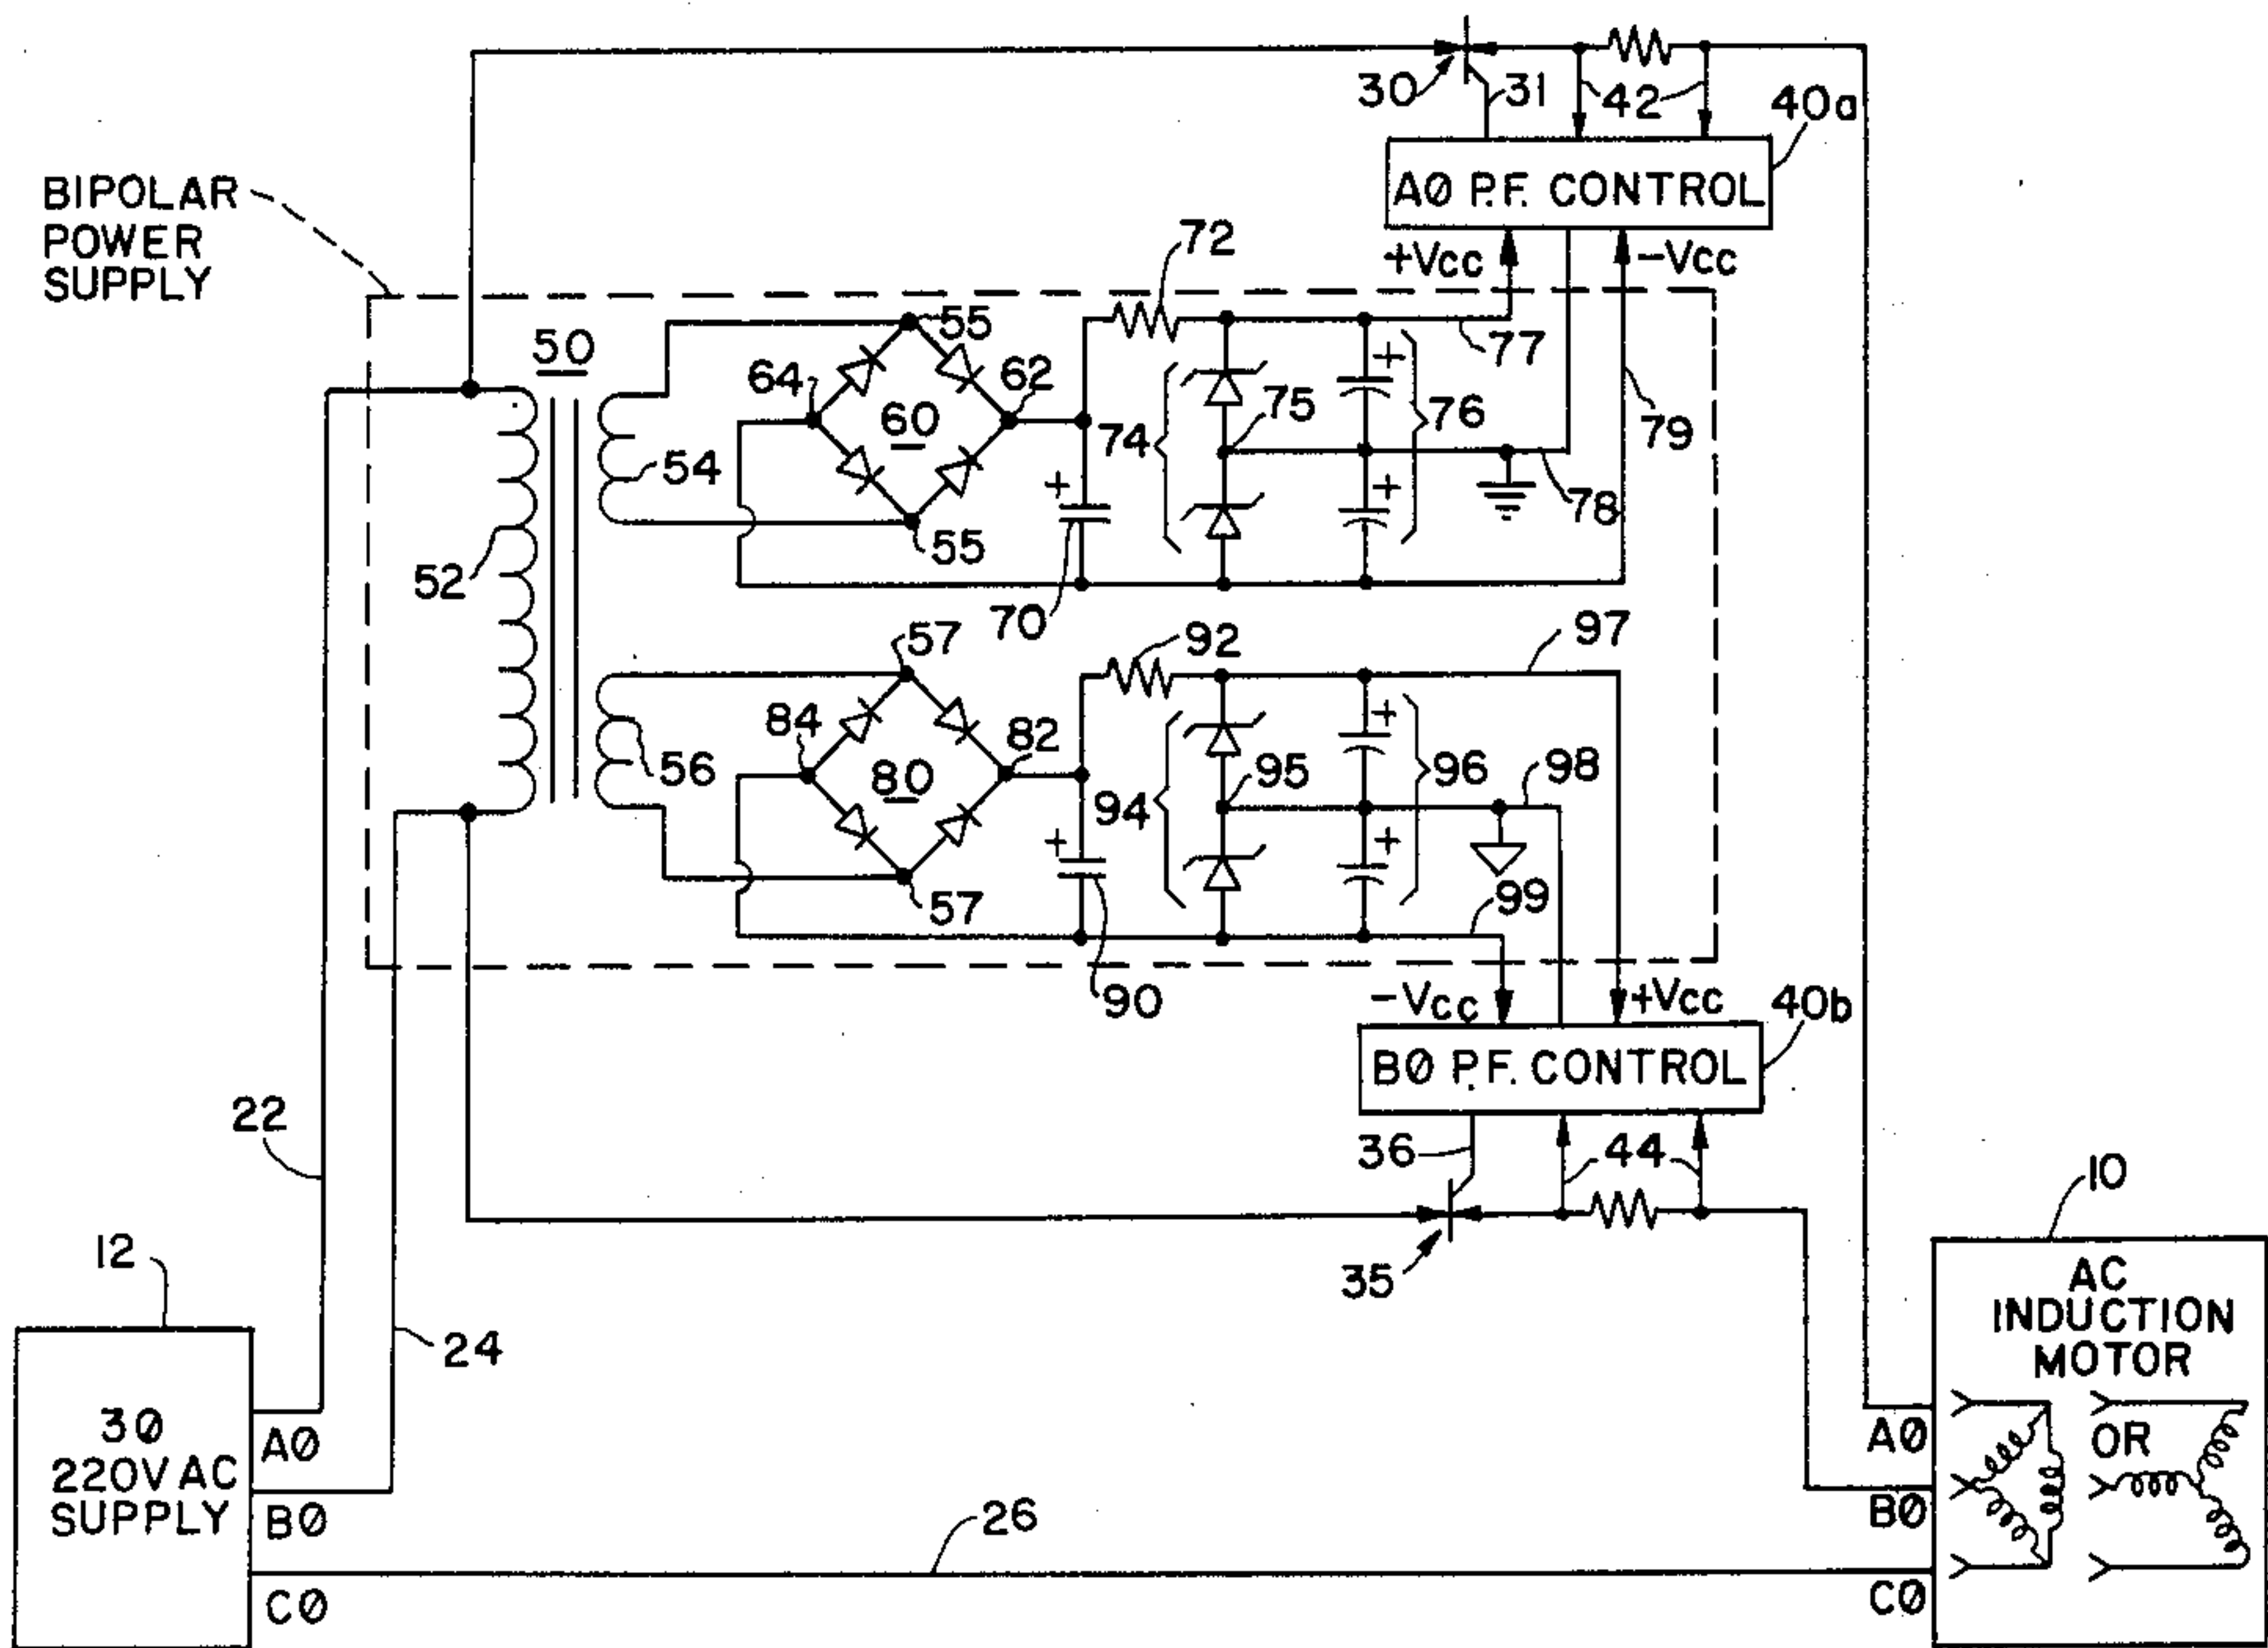 30
31
42
40a
BIPOLAR
POWER
SUPPLY
AØ P.F. CONTROL
72
+Vcc
-Vcc
50
55
64
62
60
77
74
75
76
79
54
78
55
52
70
57
92
97
84
82
80
56
94
95
96
98
57
99
90
-Vcc
+Vcc
40b
BØ P.F. CONTROL
22
36
44
10
12
35
24
AC
INDUCTION
MOTOR
3Ø
220V AC
SUPPLY
AØ
BØ
CØ
26
AØ
BØ
CØ
OR
+
+
+
+
+
+